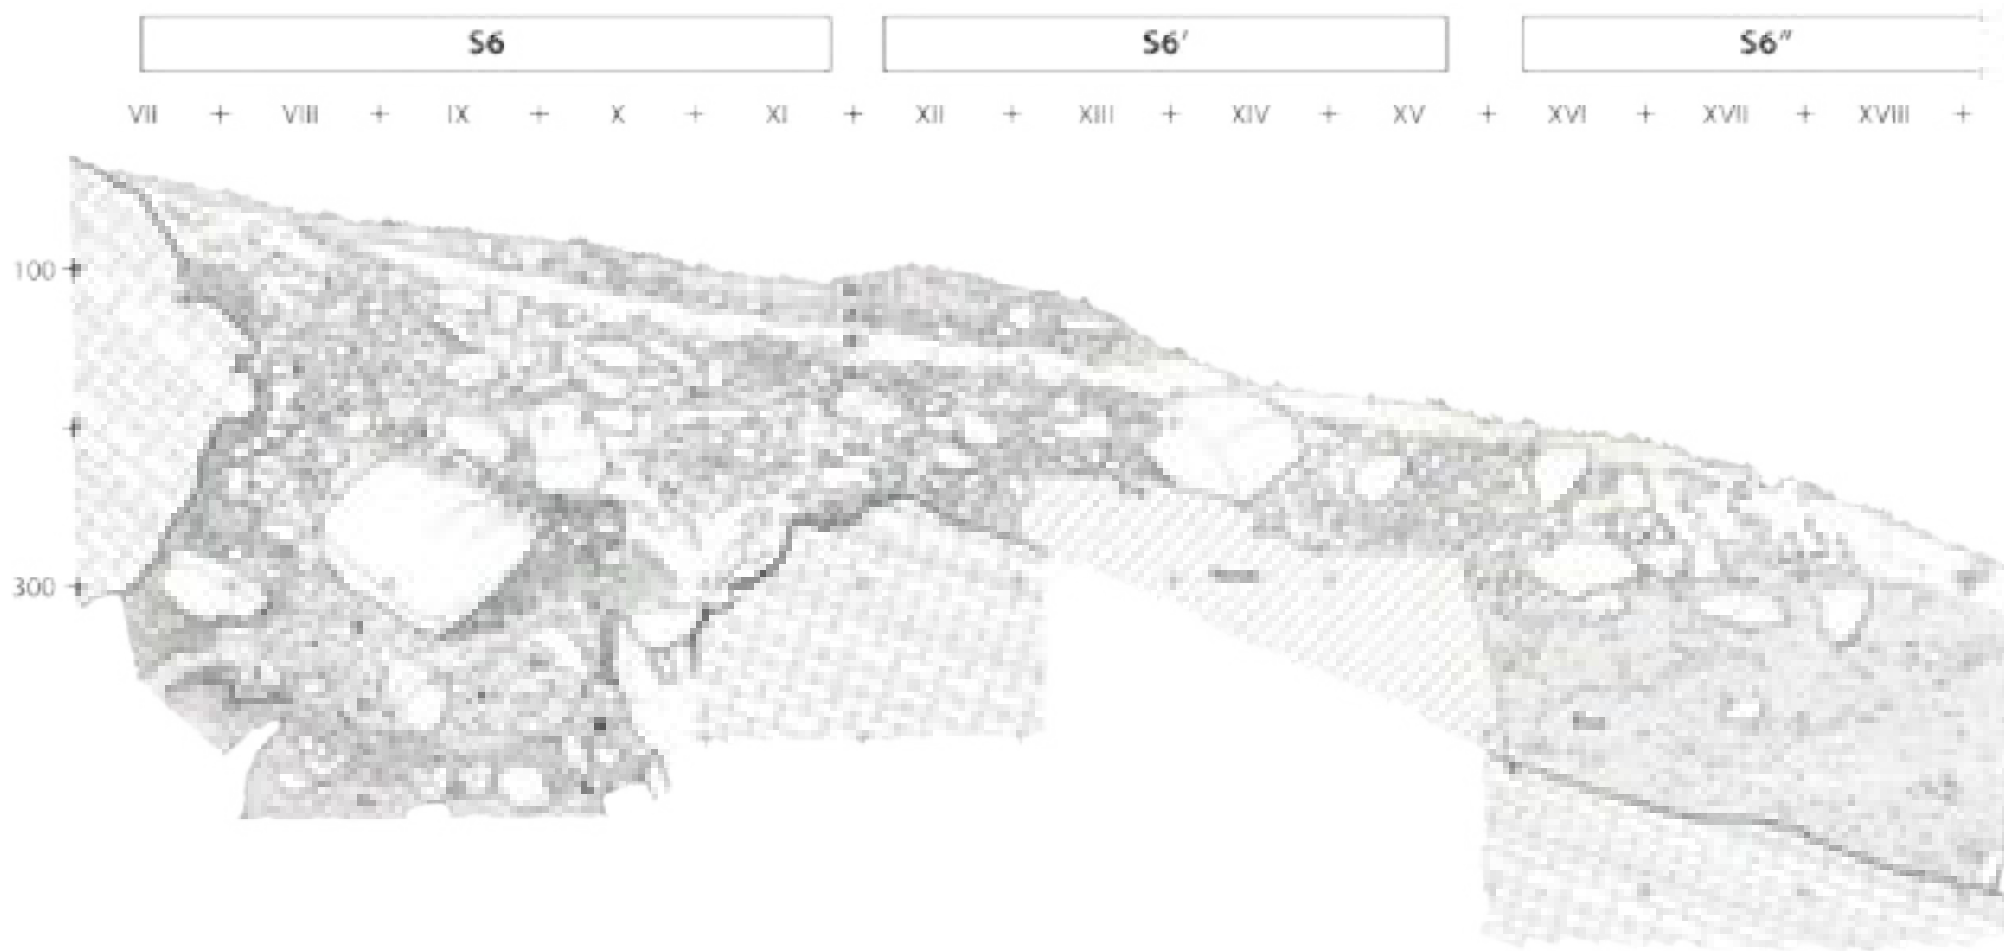 S6 S6′ S6″
VII + VIII + IX + X + XI + XII + XIII + XIV + XV + XVI + XVII + XVIII +
100
300